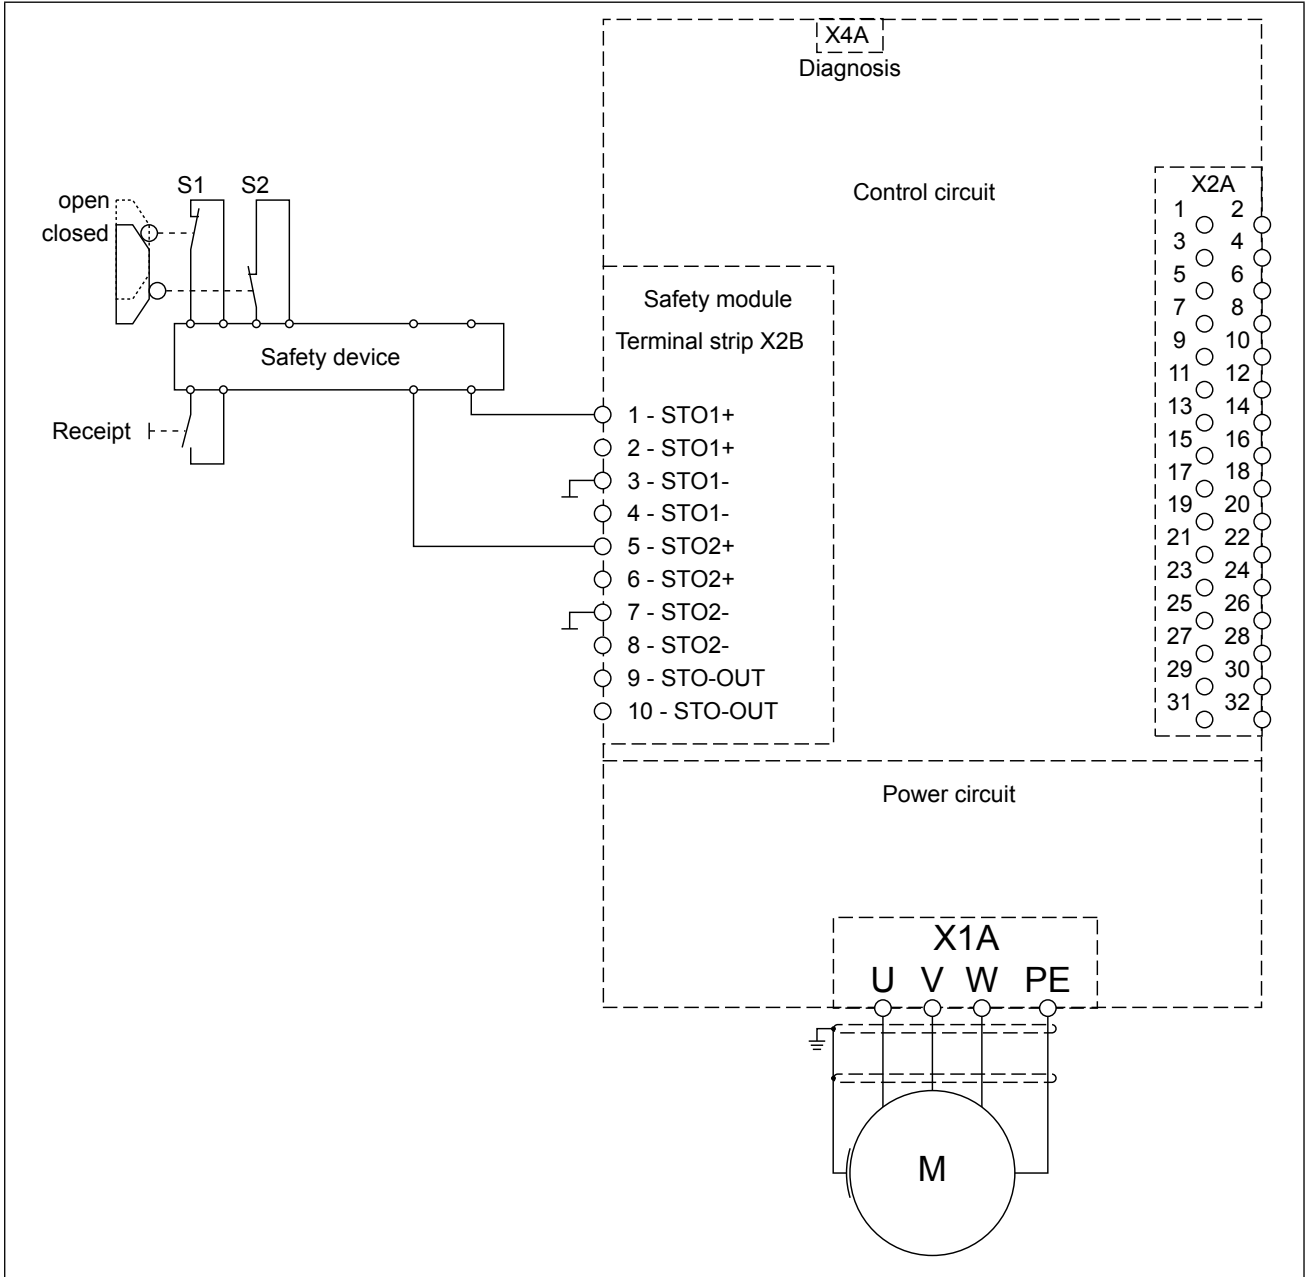 X4A
Diagnosis
Control circuit
S1 S2
open
closed
Safety device
Receipt
Safety module
Terminal strip X2B
1 - STO1+
2 - STO1+
3 - STO1-
4 - STO1-
5 - STO2+
6 - STO2+
7 - STO2-
8 - STO2-
9 - STO-OUT
10 - STO-OUT
X2A
1 2
3 4
5 6
7 8
9 10
11 12
13 14
15 16
17 18
19 20
21 22
23 24
25 26
27 28
29 30
31 32
Power circuit
X1A
U V W PE
M